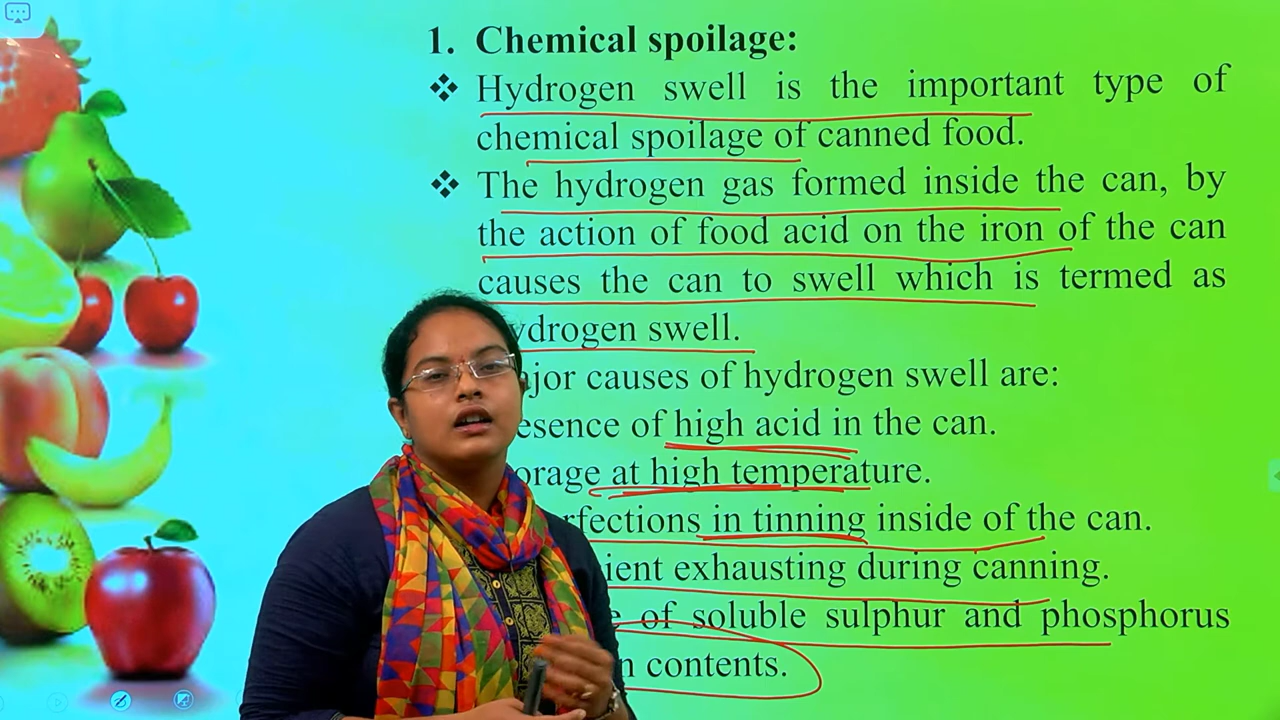 1. Chemical spoilage:
❖ Hydrogen swell is the important type of
chemical spoilage of canned food.
❖ The hydrogen gas formed inside the can, by
the action of food acid on the iron of the can
causes the can to swell which is termed as
ydrogen swell.
ajor causes of hydrogen swell are:
esence of high acid in the can.
orage at high temperature.
rfections in tinning inside of the can.
ient exhausting during canning.
e of soluble sulphur and phosphorus
n contents.